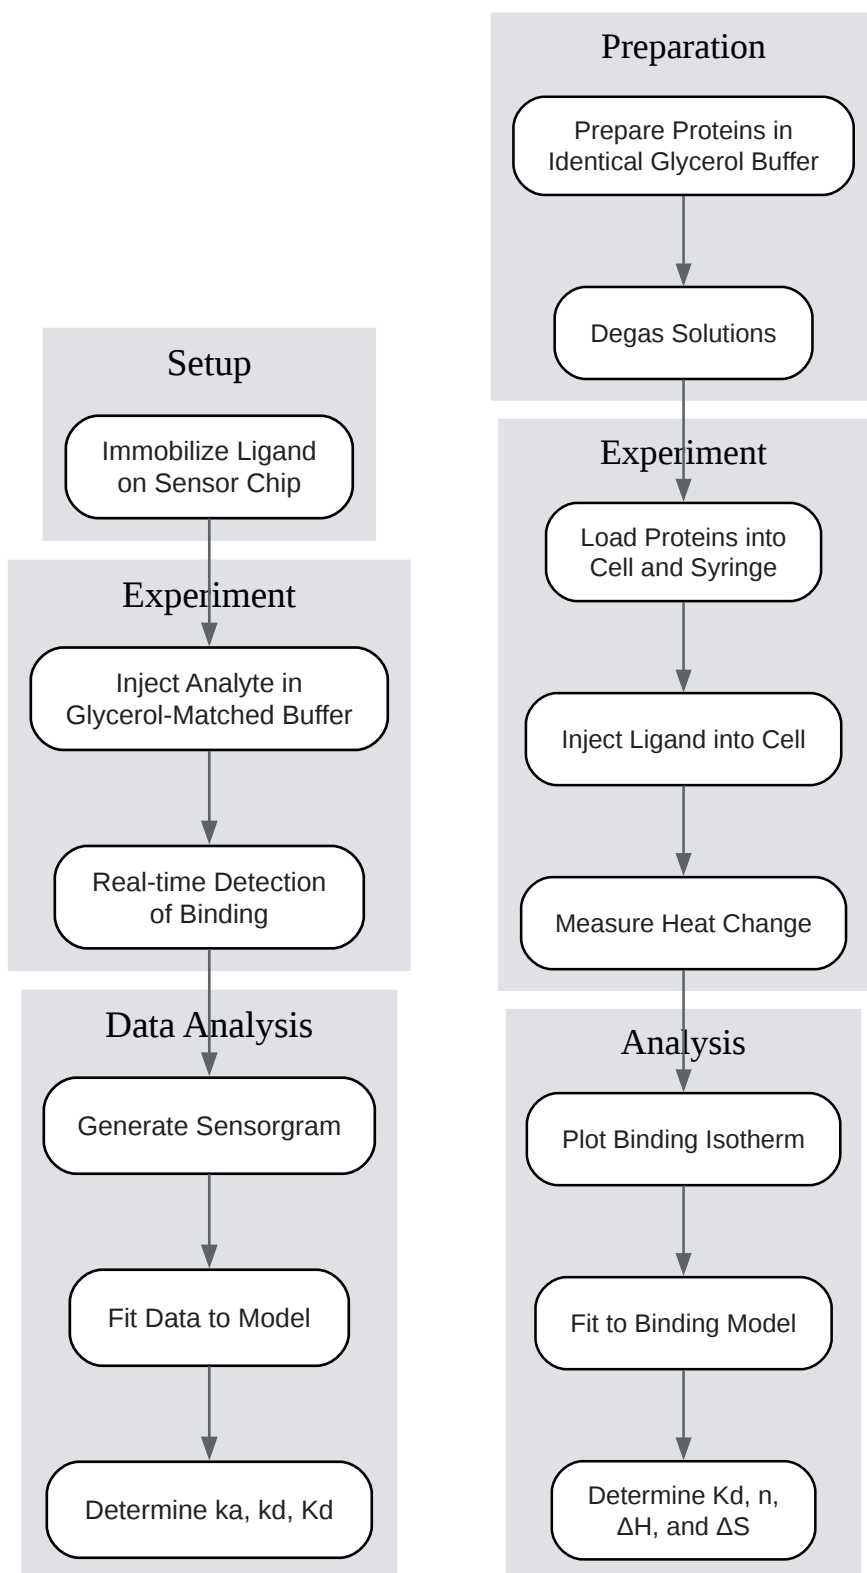 Setup
Immobilize Ligand
on Sensor Chip
Experiment
Inject Analyte in
Glycerol-Matched Buffer
Real-time Detection
of Binding
Data Analysis
Generate Sensorgram
Fit Data to Model
Determine ka, kd, Kd
Preparation
Prepare Proteins in
Identical Glycerol Buffer
Degas Solutions
Experiment
Load Proteins into
Cell and Syringe
Inject Ligand into Cell
Measure Heat Change
Analysis
Plot Binding Isotherm
Fit to Binding Model
Determine Kd, n,
ΔH, and ΔS